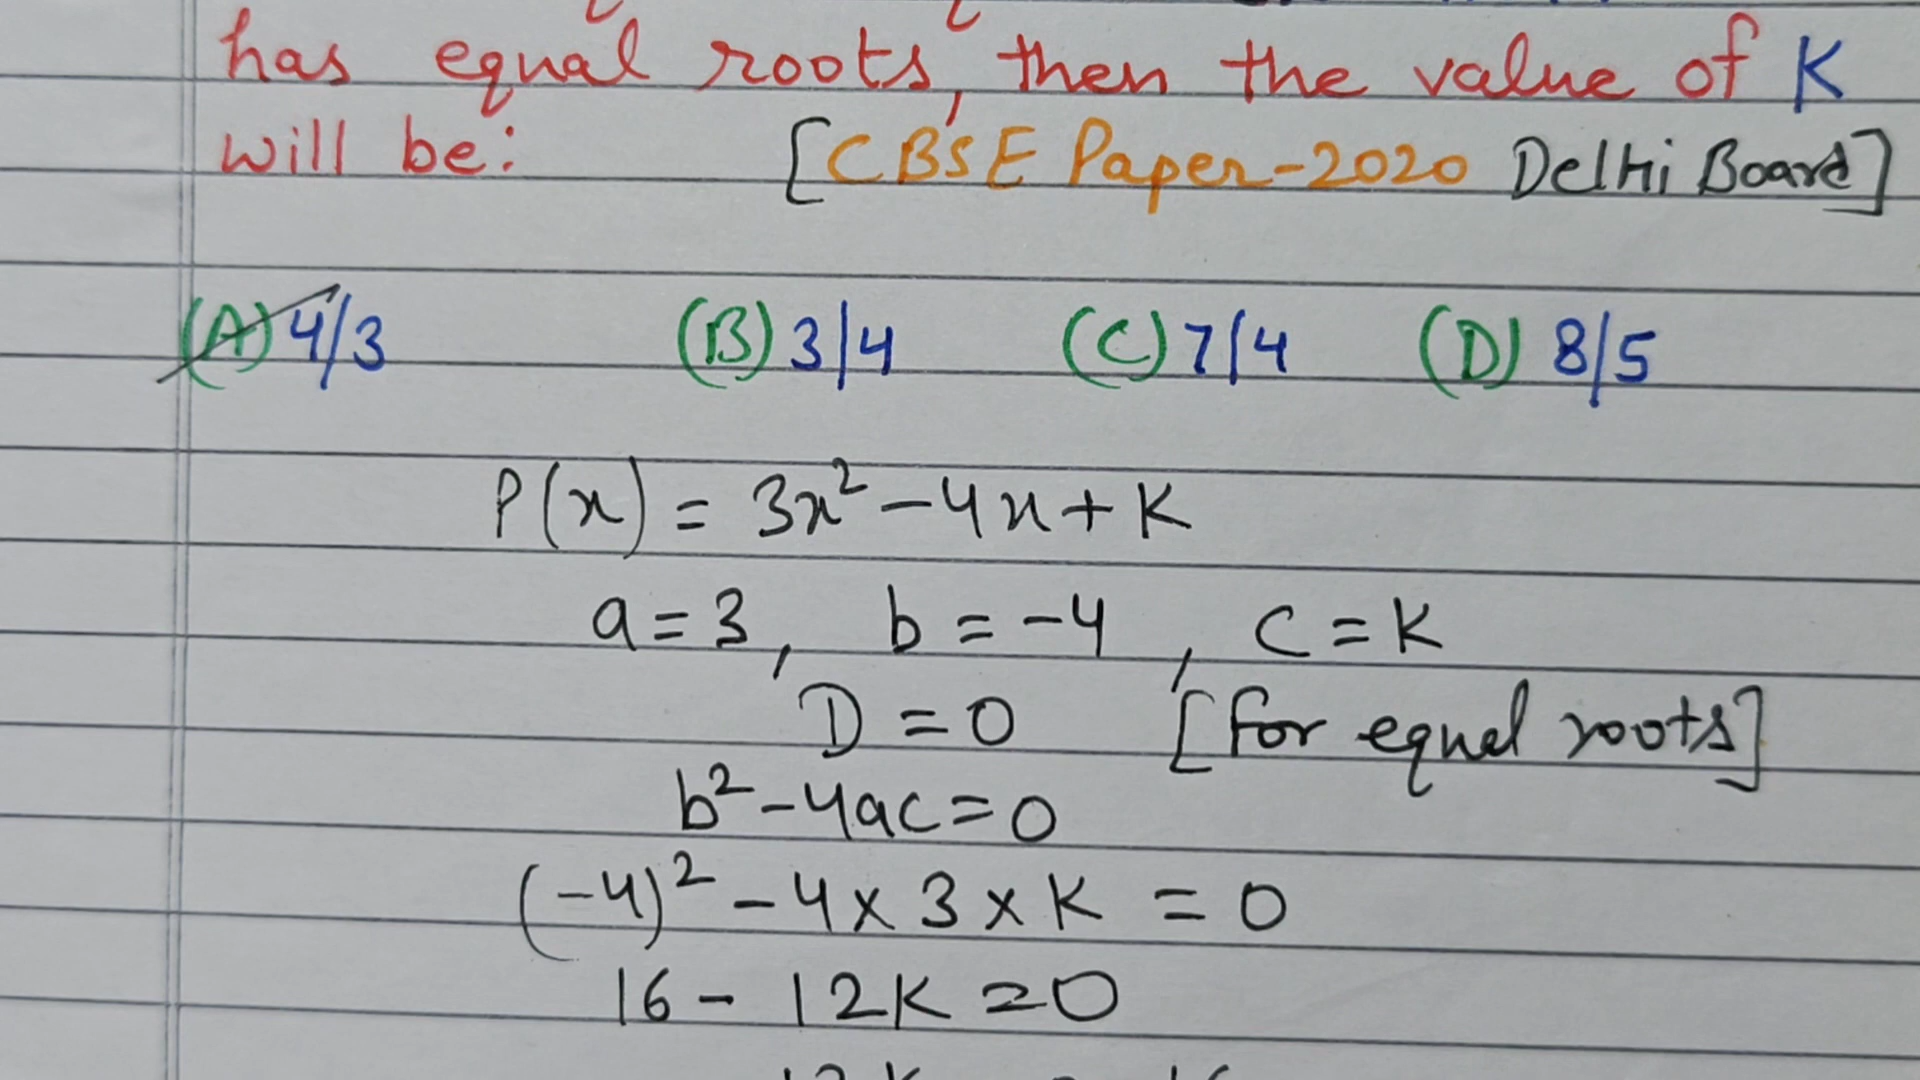 has equal roots, then the value of K
will be: [CBSE Paper-2020 Delhi Board]
(A) 4/3 (B) 3/4 (C) 7/4 (D) 8/5
P(x) = 3x² - 4x + K
a = 3, b = -4, c = K
D = 0 [for equal roots]
b² - 4ac = 0
(-4)² - 4 × 3 × K = 0
16 - 12K = 0